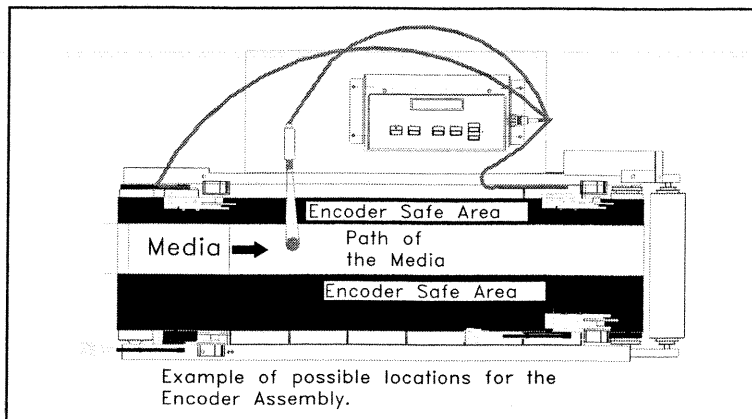 Encoder Safe Area
Media
Path of
the Media
Encoder Safe Area
Example of possible locations for the
Encoder Assembly.